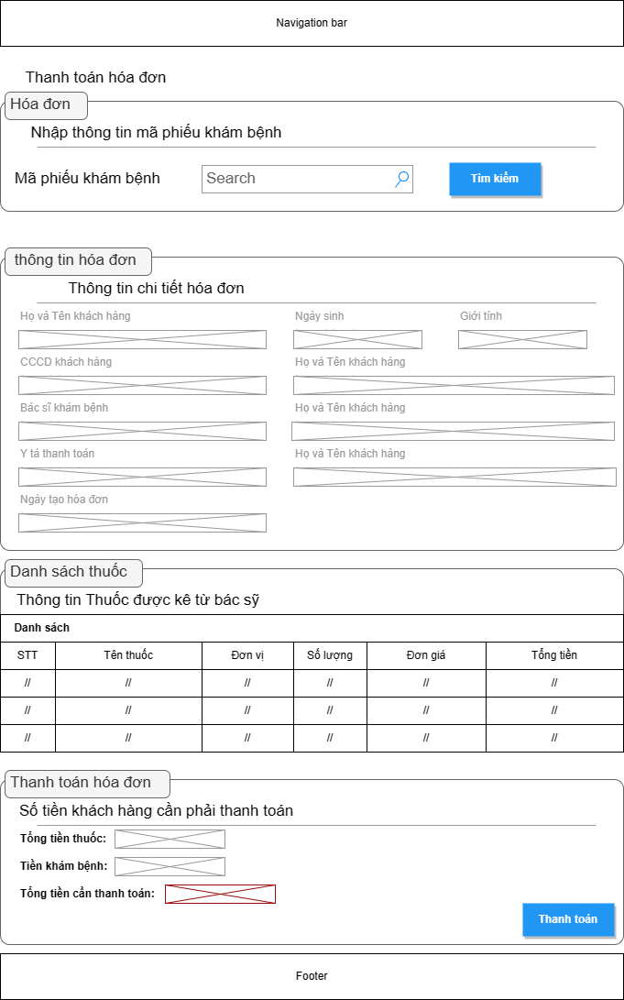 Navigation bar
Thanh toán hóa đơn
Hóa đơn
Nhập thông tin mã phiếu khám bệnh
Mã phiếu khám bệnh Search Tìm kiếm
thông tin hóa đơn
Thông tin chi tiết hóa đơn
Họ và Tên khách hàng Ngày sinh Giới tính
CCCD khách hàng Họ và Tên khách hàng
Bác sĩ khám bệnh Họ và Tên khách hàng
Y tá thanh toán Họ và Tên khách hàng
Ngày tạo hóa đơn
Danh sách thuốc
Thông tin Thuốc được kê từ bác sỹ
Danh sách
STT Tên thuốc Đơn vị Số lượng Đơn giá Tổng tiền
// // // // // //
// // // // // //
// // // // // //
Thanh toán hóa đơn
Số tiền khách hàng cần phải thanh toán
Tổng tiền thuốc:
Tiền khám bệnh:
Tổng tiền cần thanh toán:
Thanh toán
Footer